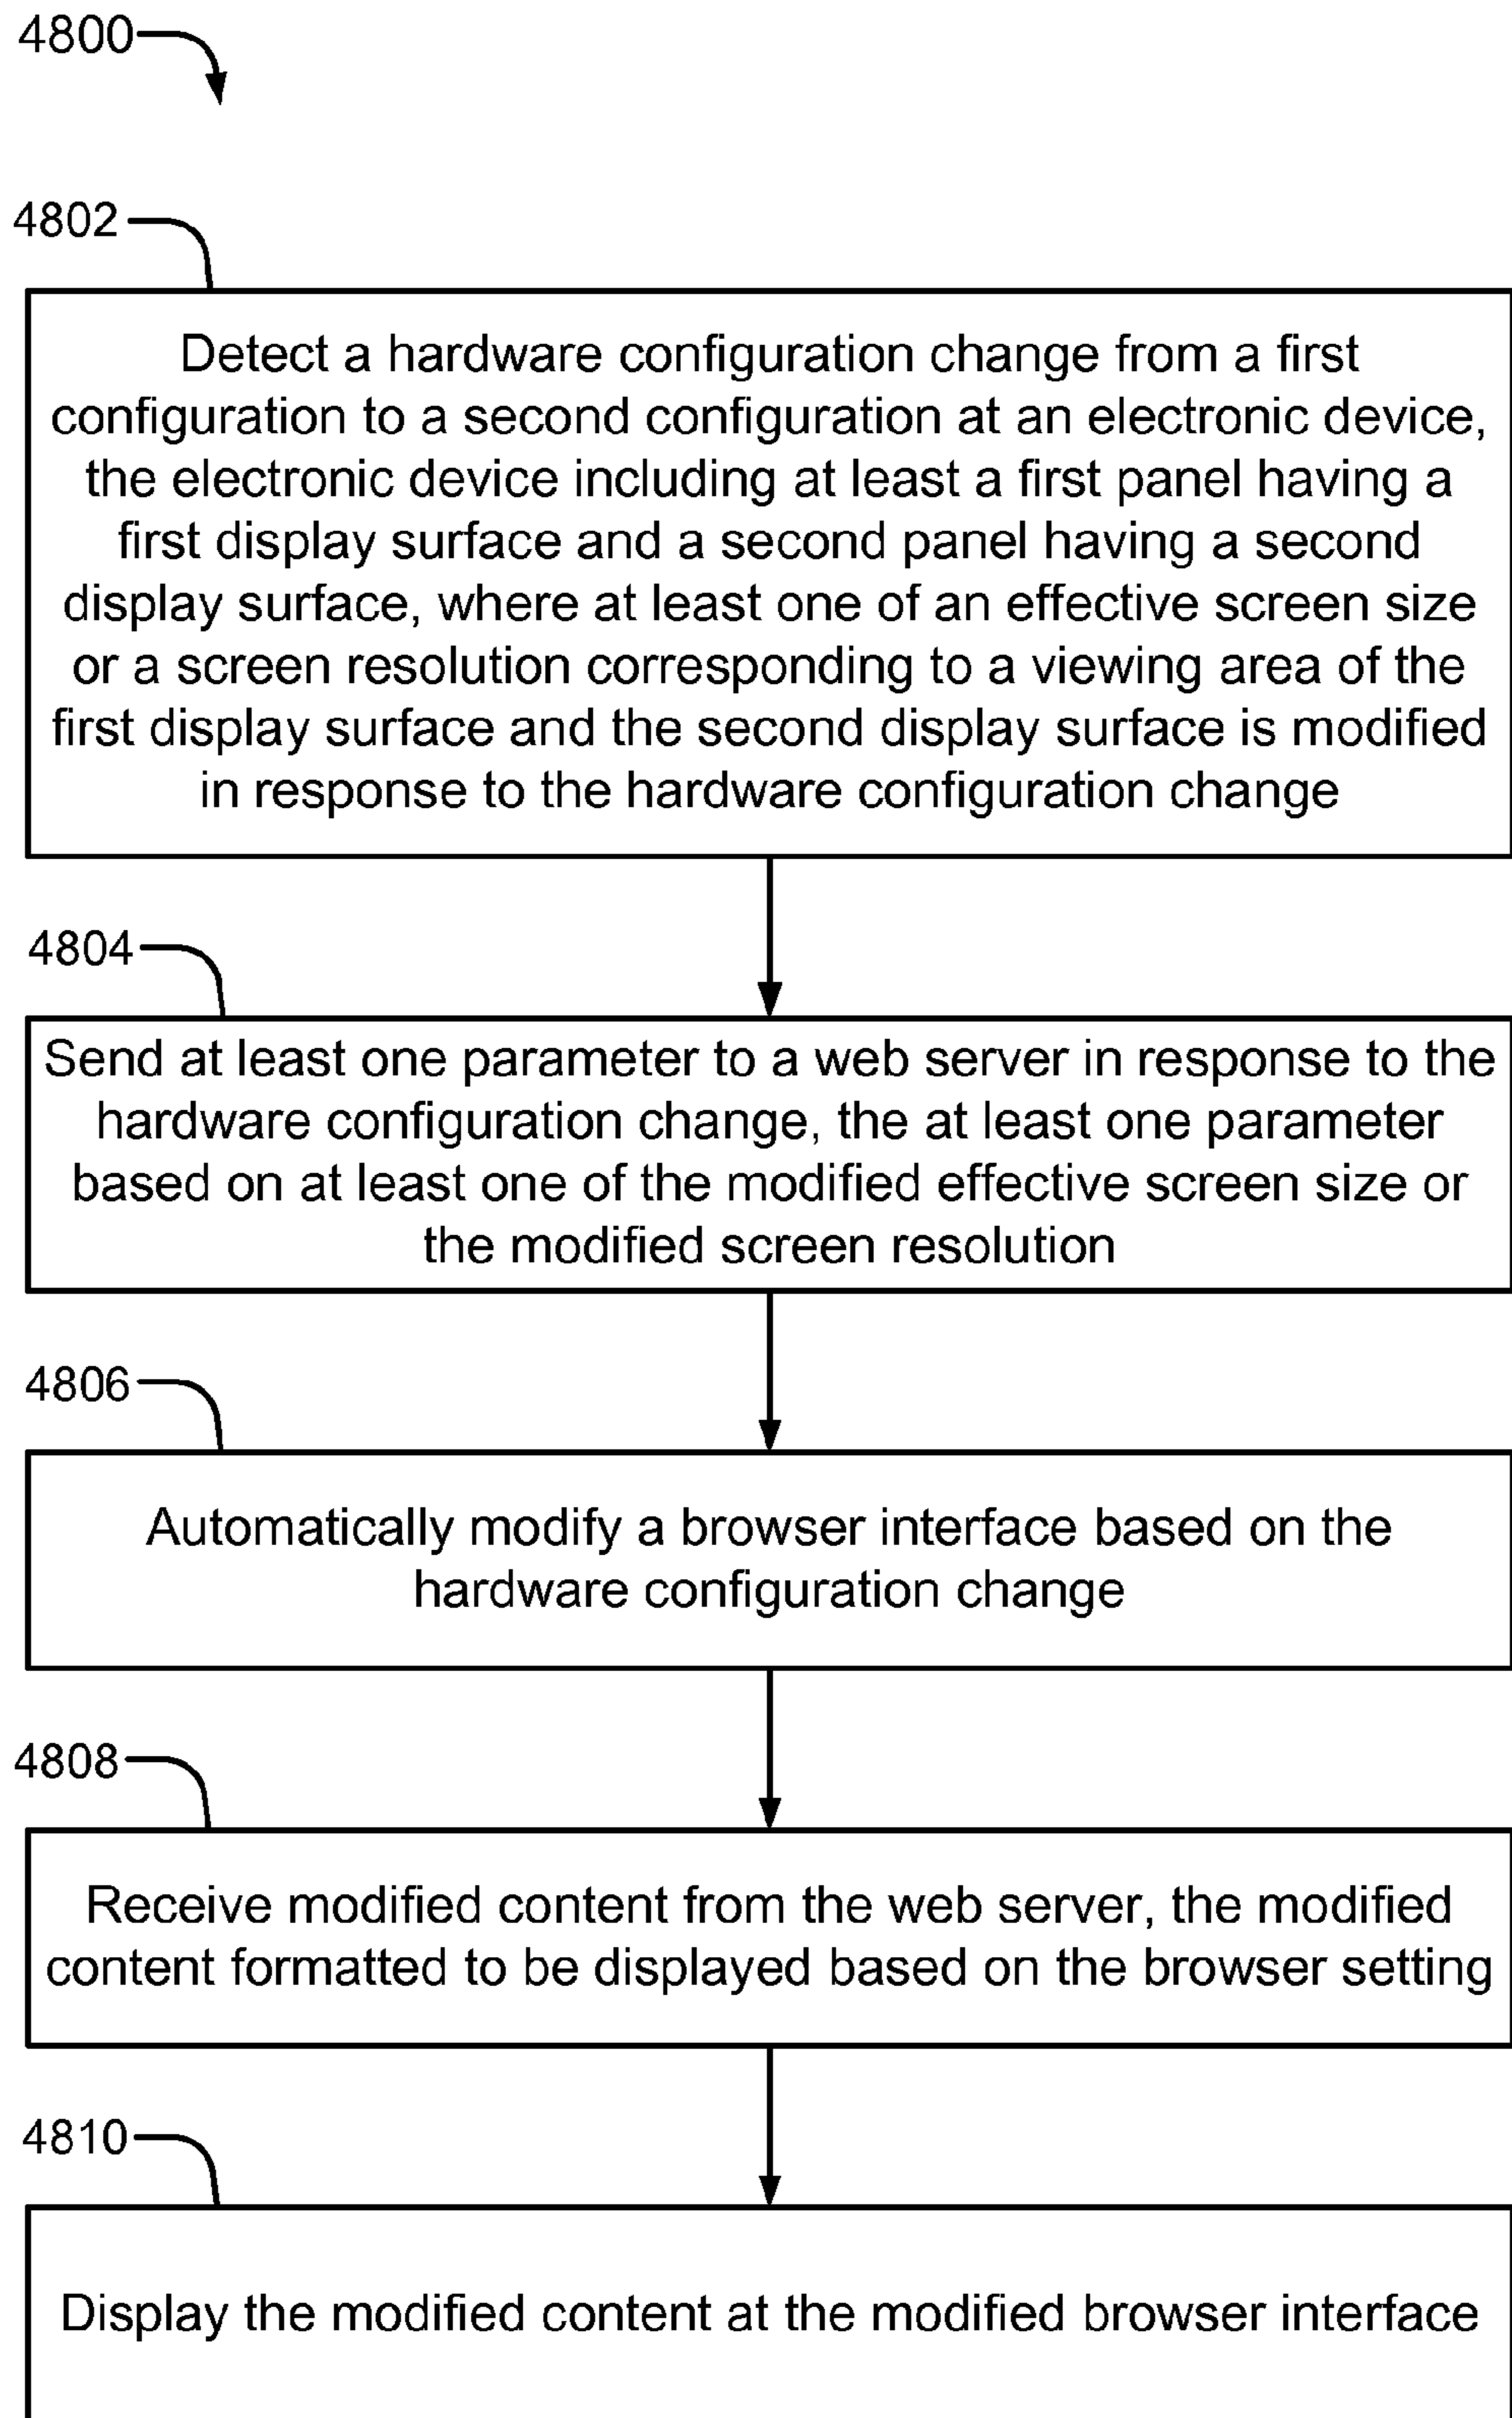 4800
4802
Detect a hardware configuration change from a first
configuration to a second configuration at an electronic device,
the electronic device including at least a first panel having a
first display surface and a second panel having a second
display surface, where at least one of an effective screen size
or a screen resolution corresponding to a viewing area of the
first display surface and the second display surface is modified
in response to the hardware configuration change
4804
Send at least one parameter to a web server in response to the
hardware configuration change, the at least one parameter
based on at least one of the modified effective screen size or
the modified screen resolution
4806
Automatically modify a browser interface based on the
hardware configuration change
4808
Receive modified content from the web server, the modified
content formatted to be displayed based on the browser setting
4810
Display the modified content at the modified browser interface